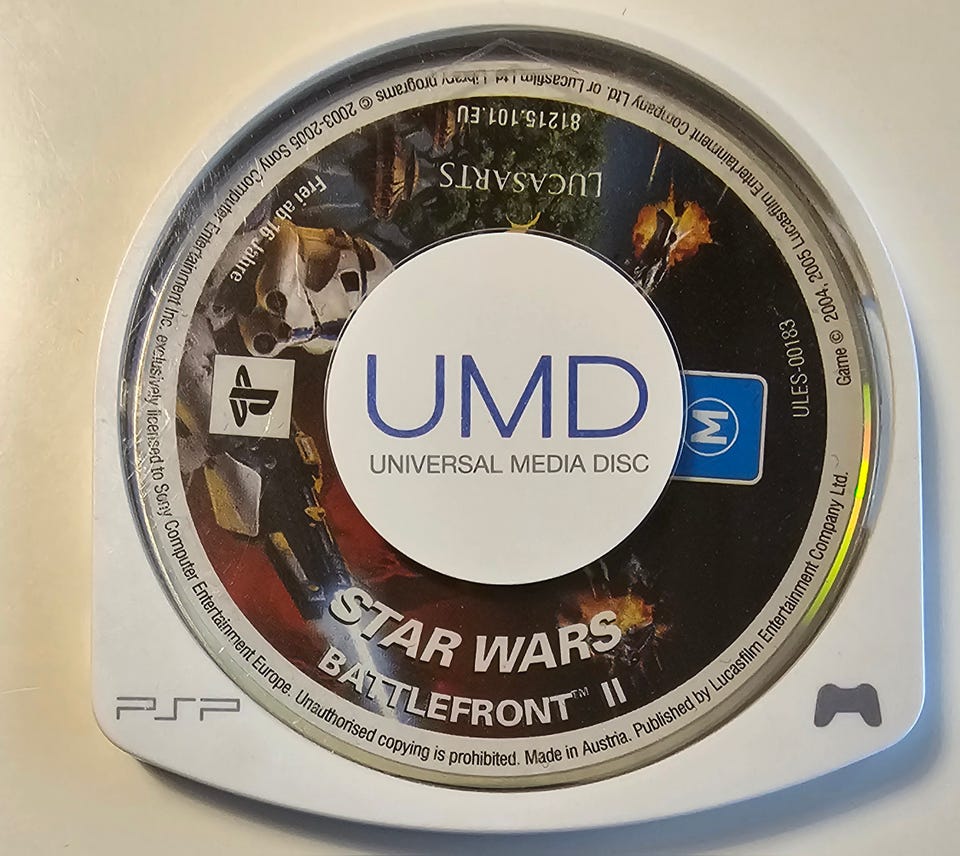 81215.101.EU
LUCASARTS
Frei ab 16 Jahre
UMD
UNIVERSAL MEDIA DISC
M
ULES-00183
STAR WARS
BATTLEFRONT™ II
PSP
Library programs © 2003-2005 Sony Computer Entertainment Inc. exclusively licensed to Sony Computer Entertainment Europe. Unauthorised copying is prohibited. Made in Austria. Published by Lucasfilm Entertainment Company Ltd.
Game © 2004, 2005 Lucasfilm Entertainment Company Ltd. or Lucasfilm Ltd.